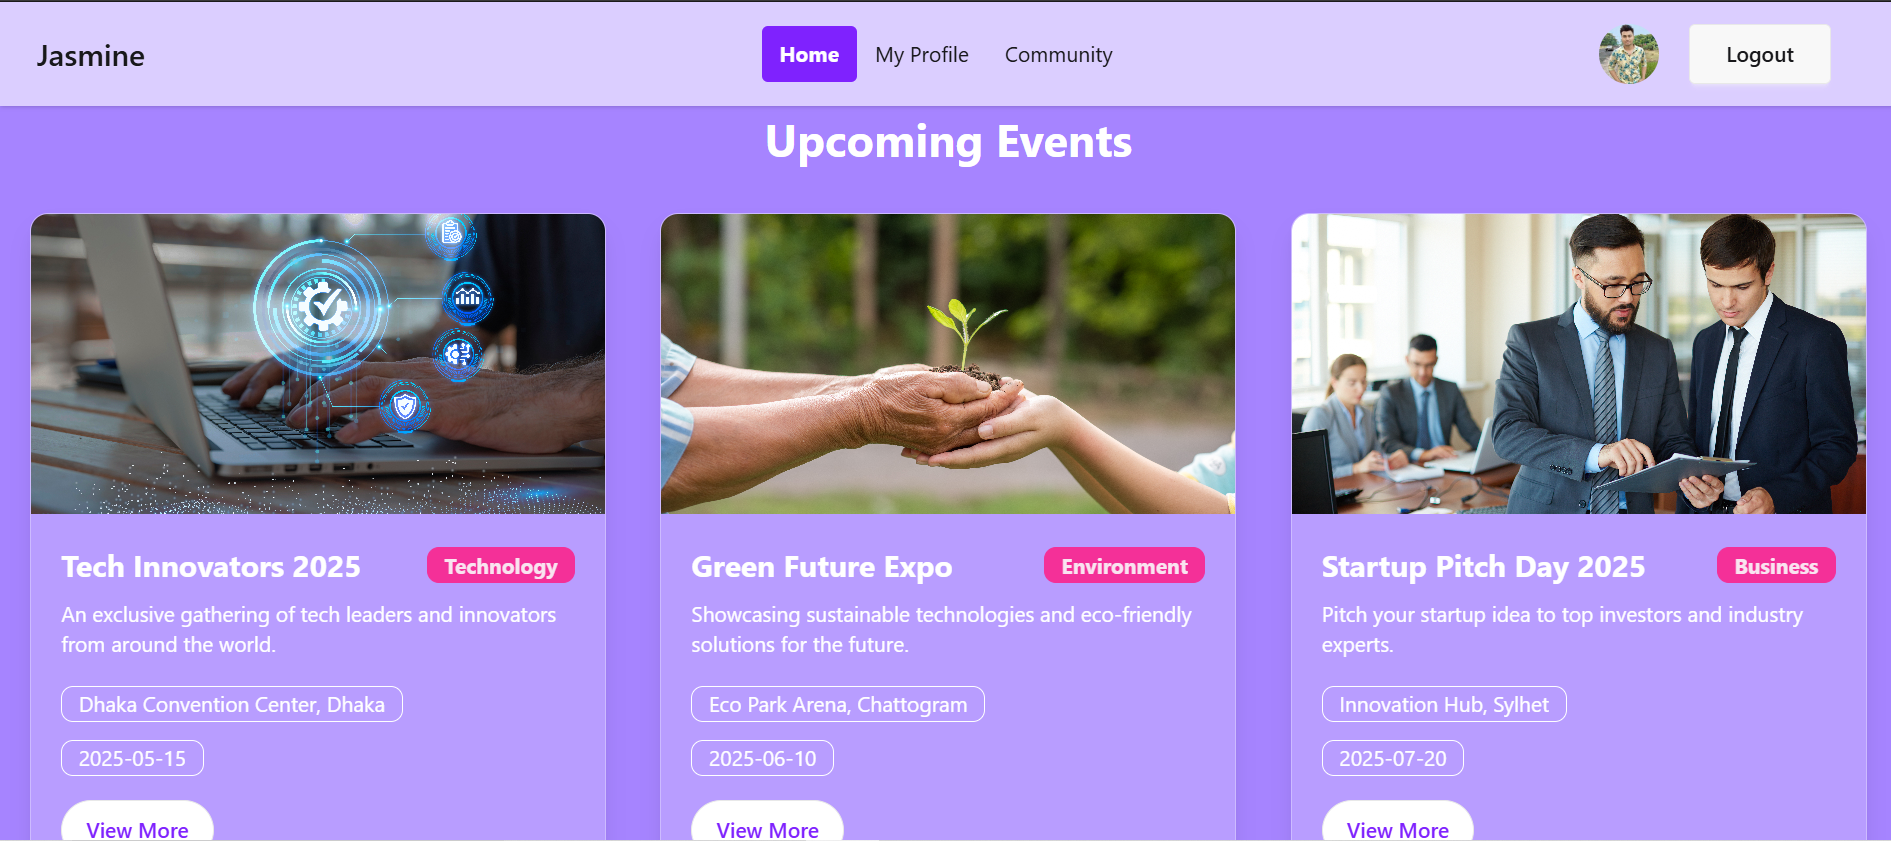 Jasmine
Home
My Profile
Community
Logout
Upcoming Events
Tech Innovators 2025
Technology
An exclusive gathering of tech leaders and innovators
from around the world.
Dhaka Convention Center, Dhaka
2025-05-15
View More
Green Future Expo
Environment
Showcasing sustainable technologies and eco-friendly
solutions for the future.
Eco Park Arena, Chattogram
2025-06-10
View More
Startup Pitch Day 2025
Business
Pitch your startup idea to top investors and industry
experts.
Innovation Hub, Sylhet
2025-07-20
View More